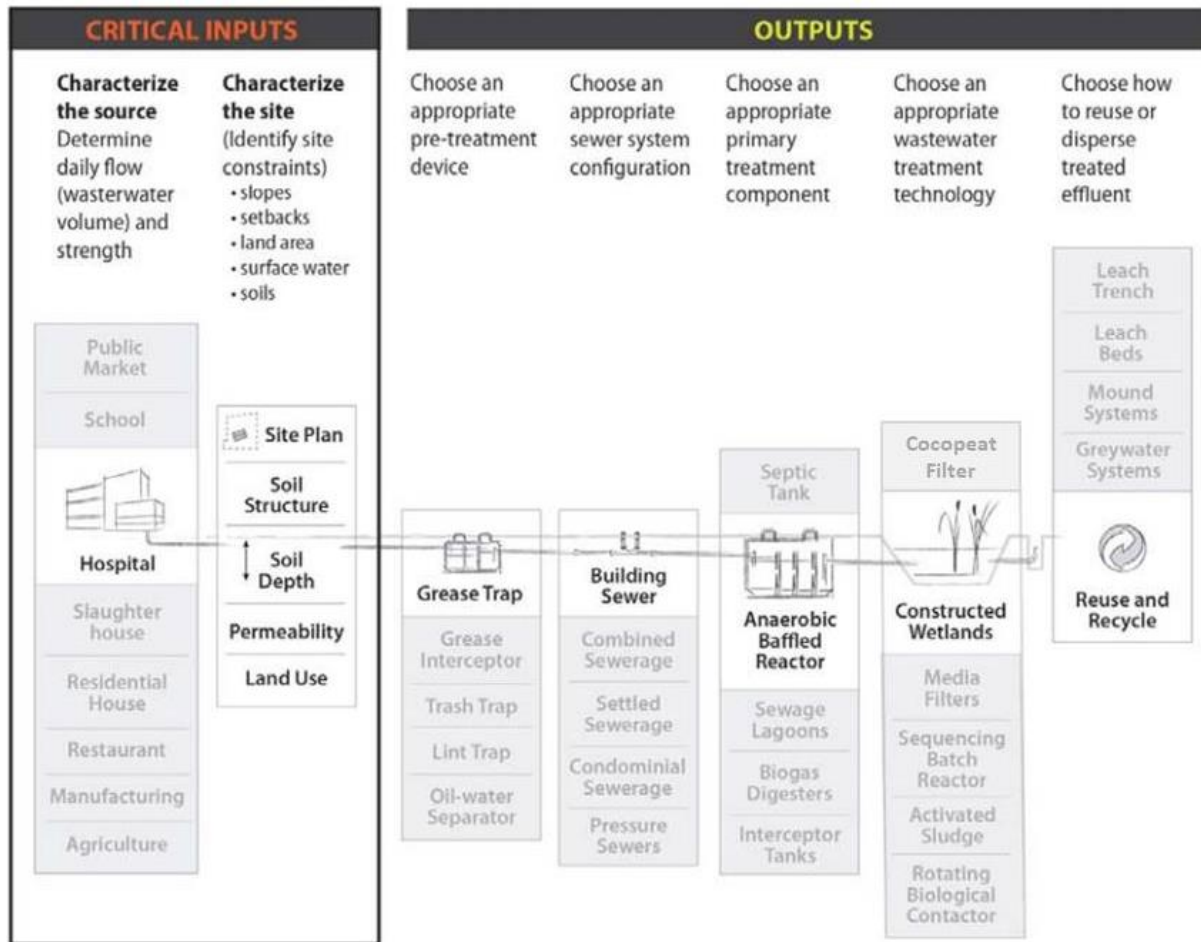 CRITICAL INPUTS
Characterize
the source
Determine
daily flow
(wasterwater
volume) and
strength
Public
Market
School
Hospital
Slaughter
house
Residential
House
Restaurant
Manufacturing
Agriculture
Characterize
the site
(Identify site
constraints)
• slopes
• setbacks
• land area
• surface water
• soils
Site Plan
Soil
Structure
Soil
Depth
Permeability
Land Use
OUTPUTS
Choose an
appropriate
pre-treatment
device
Grease Trap
Grease
Interceptor
Trash Trap
Lint Trap
Oil-water
Separator
Choose an
appropriate
sewer system
configuration
Building
Sewer
Combined
Sewerage
Settled
Sewerage
Condominial
Sewerage
Pressure
Sewers
Choose an
appropriate
primary
treatment
component
Septic
Tank
Anaerobic
Baffled
Reactor
Sewage
Lagoons
Biogas
Digesters
Interceptor
Tanks
Choose an
appropriate
wastewater
treatment
technology
Cocopeat
Filter
Constructed
Wetlands
Media
Filters
Sequencing
Batch
Reactor
Activated
Sludge
Rotating
Biological
Contactor
Choose how
to reuse or
disperse
treated
effluent
Leach
Trench
Leach
Beds
Mound
Systems
Greywater
Systems
Reuse and
Recycle